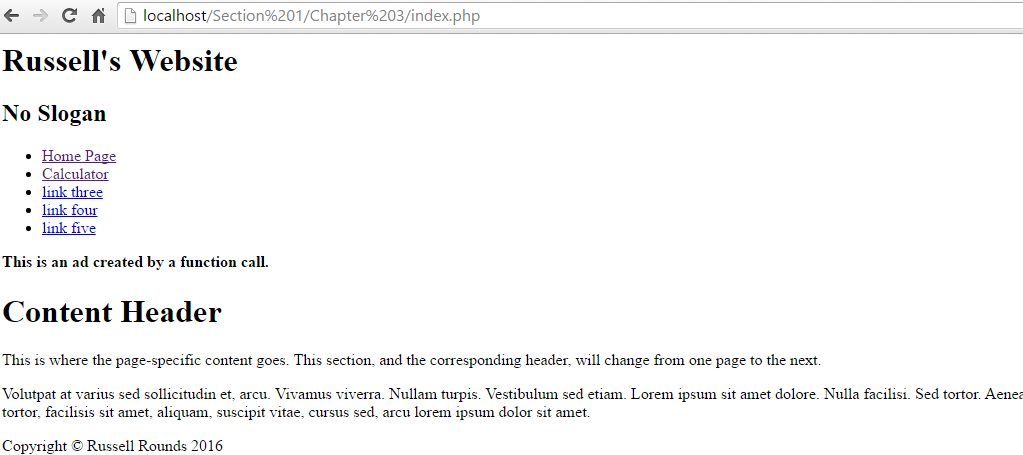 localhost/Section%201/Chapter%203/index.php
Russell's Website
No Slogan
Home Page
Calculator
link three
link four
link five
This is an ad created by a function call.
Content Header
This is where the page-specific content goes. This section, and the corresponding header, will change from one page to the next.
Volutpat at varius sed sollicitudin et, arcu. Vivamus viverra. Nullam turpis. Vestibulum sed etiam. Lorem ipsum sit amet dolore. Nulla facilisi. Sed tortor. Aenea
tortor, facilisis sit amet, aliquam, suscipit vitae, cursus sed, arcu lorem ipsum dolor sit amet.
Copyright © Russell Rounds 2016